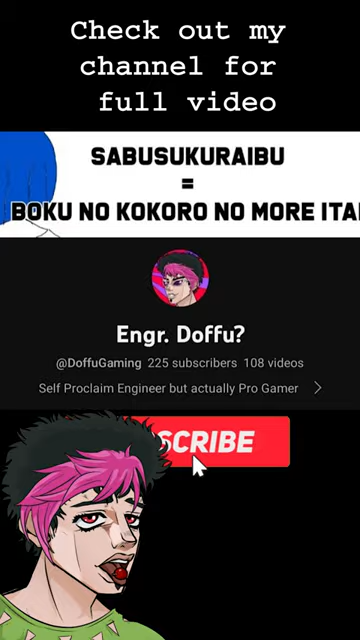 Check out my
channel for
full video
SABUSUKURAIBU
=
BOKU NO KOKORO NO MORE ITAI
Engr. Doffu?
@DoffuGaming 225 subscribers 108 videos
Self Proclaim Engineer but actually Pro Gamer
SCRIBE